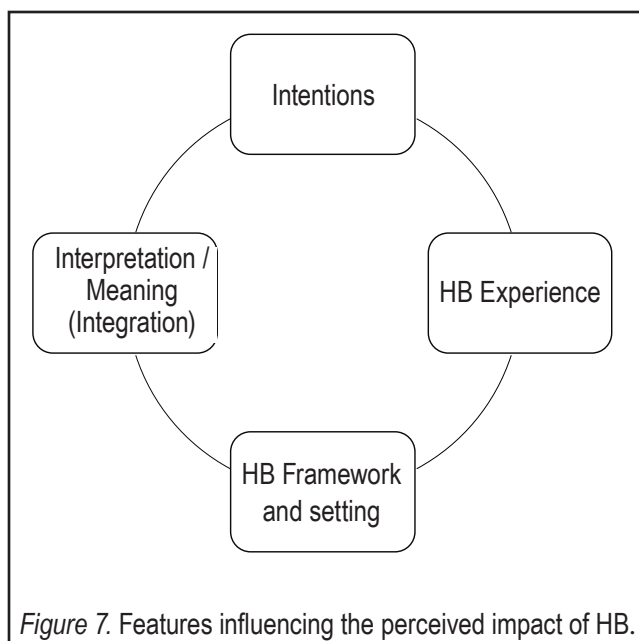 Intentions
HB Experience
Interpretation /
Meaning
(Integration)
HB Framework
and setting
Figure 7. Features influencing the perceived impact of HB.